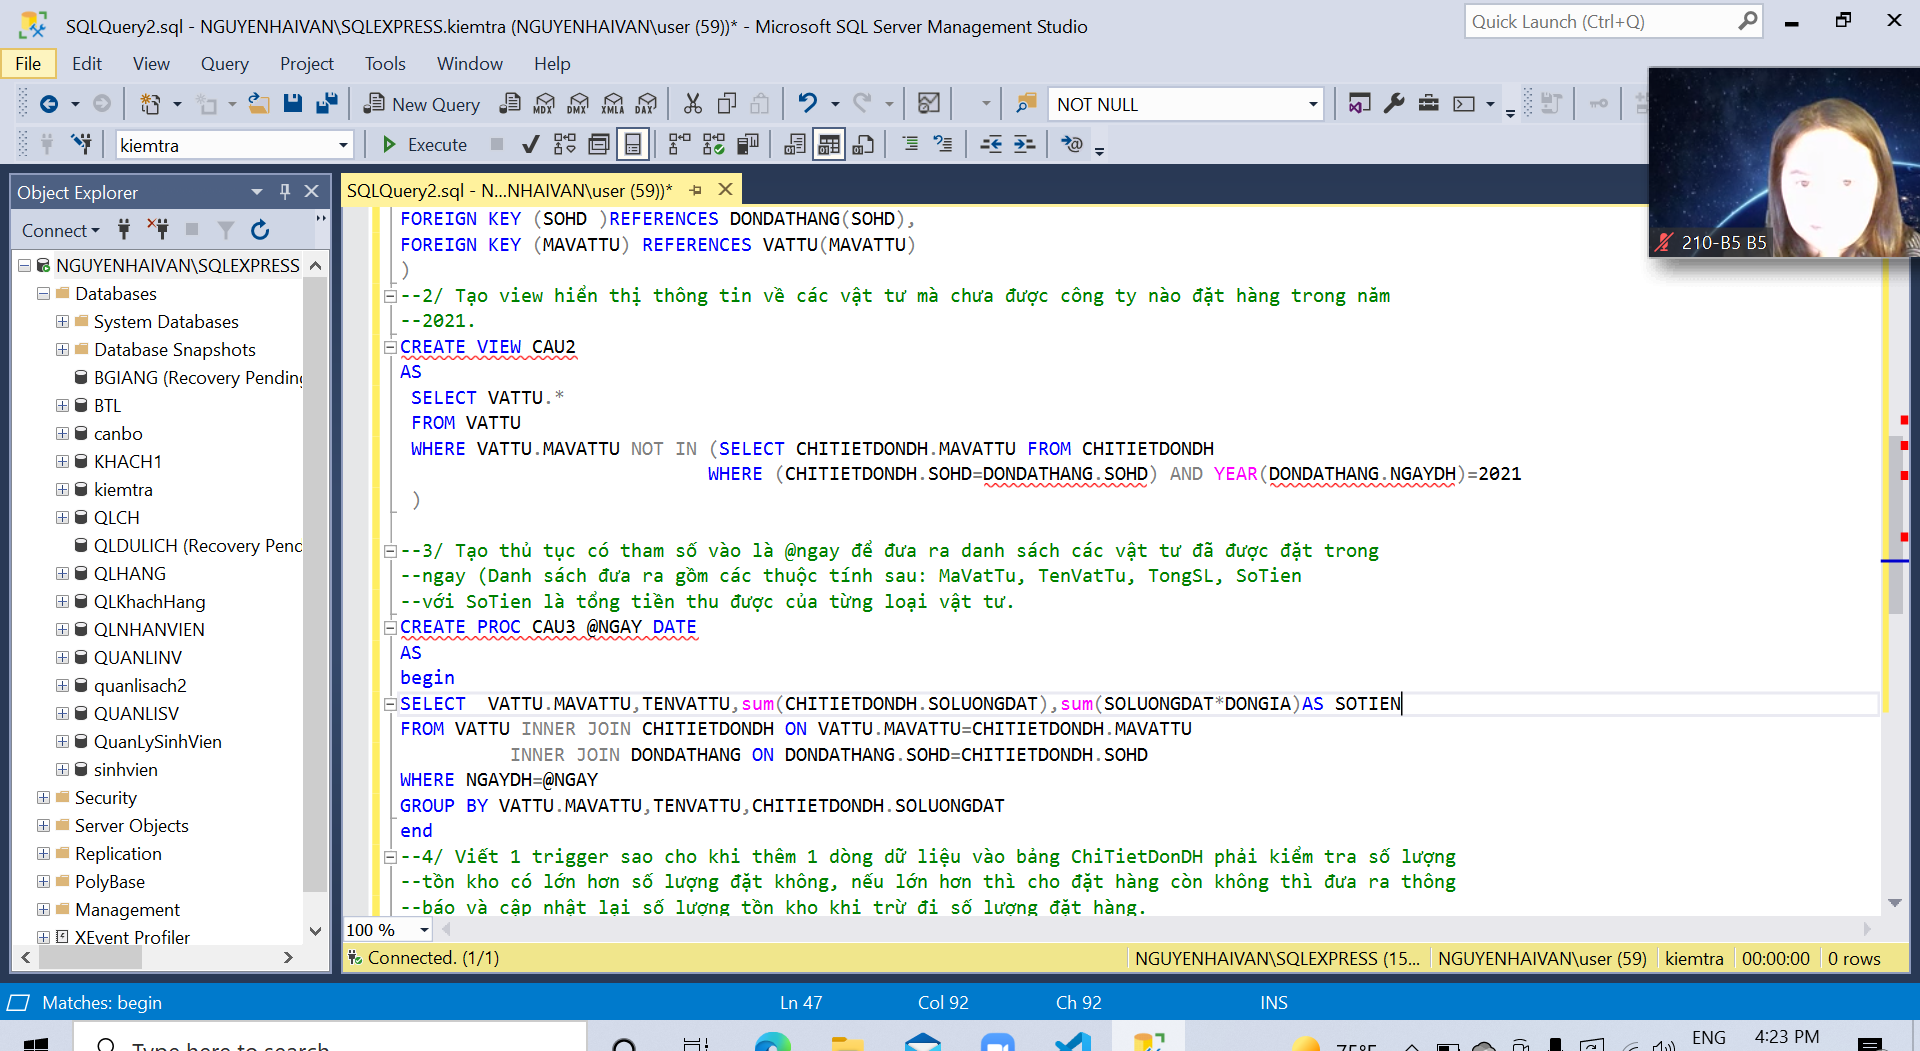 SQLQuery2.sql - NGUYENHAIVAN\SQLEXPRESS.kiemtra (NGUYENHAIVAN\user (59))* - Microsoft SQL Server Management Studio
Quick Launch (Ctrl+Q)
File Edit View Query Project Tools Window Help
New Query
MDX DMX XMLA DAX
NOT NULL
kiemtra
Execute
210-B5 B5
Object Explorer
Connect
NGUYENHAIVAN\SQLEXPRESS
Databases
System Databases
Database Snapshots
BGIANG (Recovery Pending
BTL
canbo
KHACH1
kiemtra
QLCH
QLDULICH (Recovery Pend
QLHANG
QLKhachHang
QLNHANVIEN
QUANLINV
quanlisach2
QUANLISV
QuanLySinhVien
sinhvien
Security
Server Objects
Replication
PolyBase
Management
XEvent Profiler
SQLQuery2.sql - N...NHAIVAN\user (59))*
FOREIGN KEY (SOHD )REFERENCES DONDATHANG(SOHD),
FOREIGN KEY (MAVATTU) REFERENCES VATTU(MAVATTU)
)
--2/ Tạo view hiển thị thông tin về các vật tư mà chưa được công ty nào đặt hàng trong năm
--2021.
CREATE VIEW CAU2
AS
SELECT VATTU.*
FROM VATTU
WHERE VATTU.MAVATTU NOT IN (SELECT CHITIETDONDH.MAVATTU FROM CHITIETDONDH
WHERE (CHITIETDONDH.SOHD=DONDATHANG.SOHD) AND YEAR(DONDATHANG.NGAYDH)=2021
)
--3/ Tạo thủ tục có tham số vào là @ngay để đưa ra danh sách các vật tư đã được đặt trong
--ngay (Danh sách đưa ra gồm các thuộc tính sau: MaVatTu, TenVatTu, TongSL, SoTien
--với SoTien là tổng tiền thu được của từng loại vật tư.
CREATE PROC CAU3 @NGAY DATE
AS
begin
SELECT  VATTU.MAVATTU,TENVATTU,sum(CHITIETDONDH.SOLUONGDAT),sum(SOLUONGDAT*DONGIA)AS SOTIEN
FROM VATTU INNER JOIN CHITIETDONDH ON VATTU.MAVATTU=CHITIETDONDH.MAVATTU
INNER JOIN DONDATHANG ON DONDATHANG.SOHD=CHITIETDONDH.SOHD
WHERE NGAYDH=@NGAY
GROUP BY VATTU.MAVATTU,TENVATTU,CHITIETDONDH.SOLUONGDAT
end
--4/ Viết 1 trigger sao cho khi thêm 1 dòng dữ liệu vào bảng ChiTietDonDH phải kiểm tra số lượng
--tồn kho có lớn hơn số lượng đặt không, nếu lớn hơn thì cho đặt hàng còn không thì đưa ra thông
--báo và cập nhật lại số lượng tồn kho khi trừ đi số lượng đặt hàng.
100 %
Connected. (1/1)
NGUYENHAIVAN\SQLEXPRESS (15... NGUYENHAIVAN\user (59) kiemtra 00:00:00 0 rows
Matches: begin
Ln 47 Col 92 Ch 92 INS
Type here to search
75°F
ENG
4:23 PM